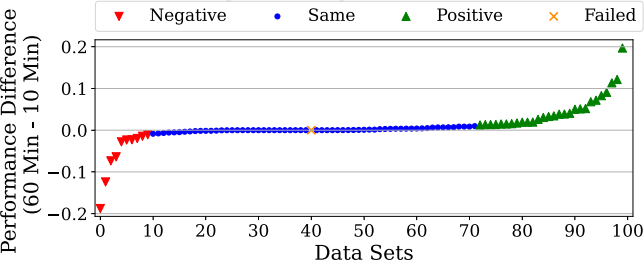 Negative Same Positive Failed
Performance Difference
(60 Min - 10 Min)
0.2
0.1
0.0
−0.1
−0.2
0 10 20 30 40 50 60 70 80 90 100
Data Sets